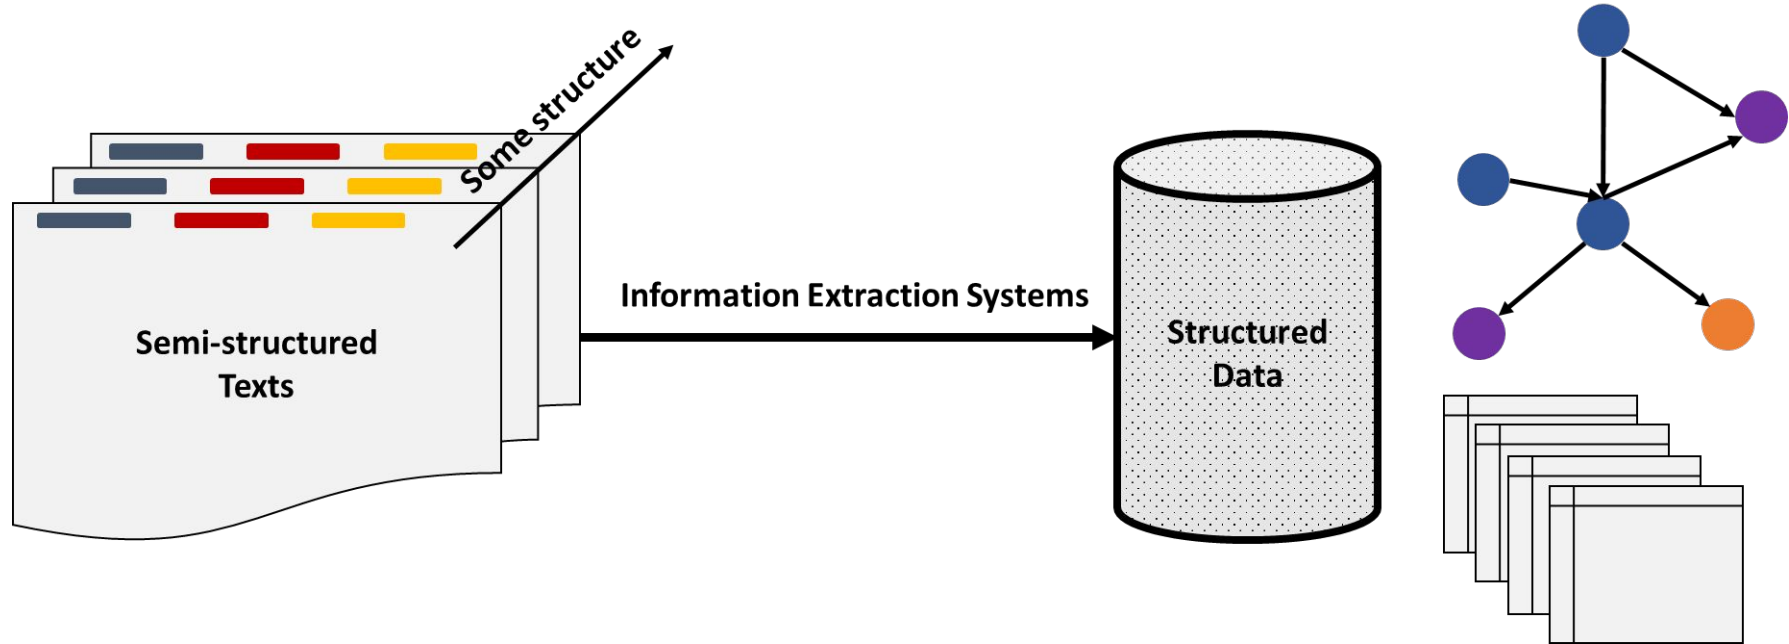 Some structure
Semi-structured
Texts
Information Extraction Systems
Structured
Data